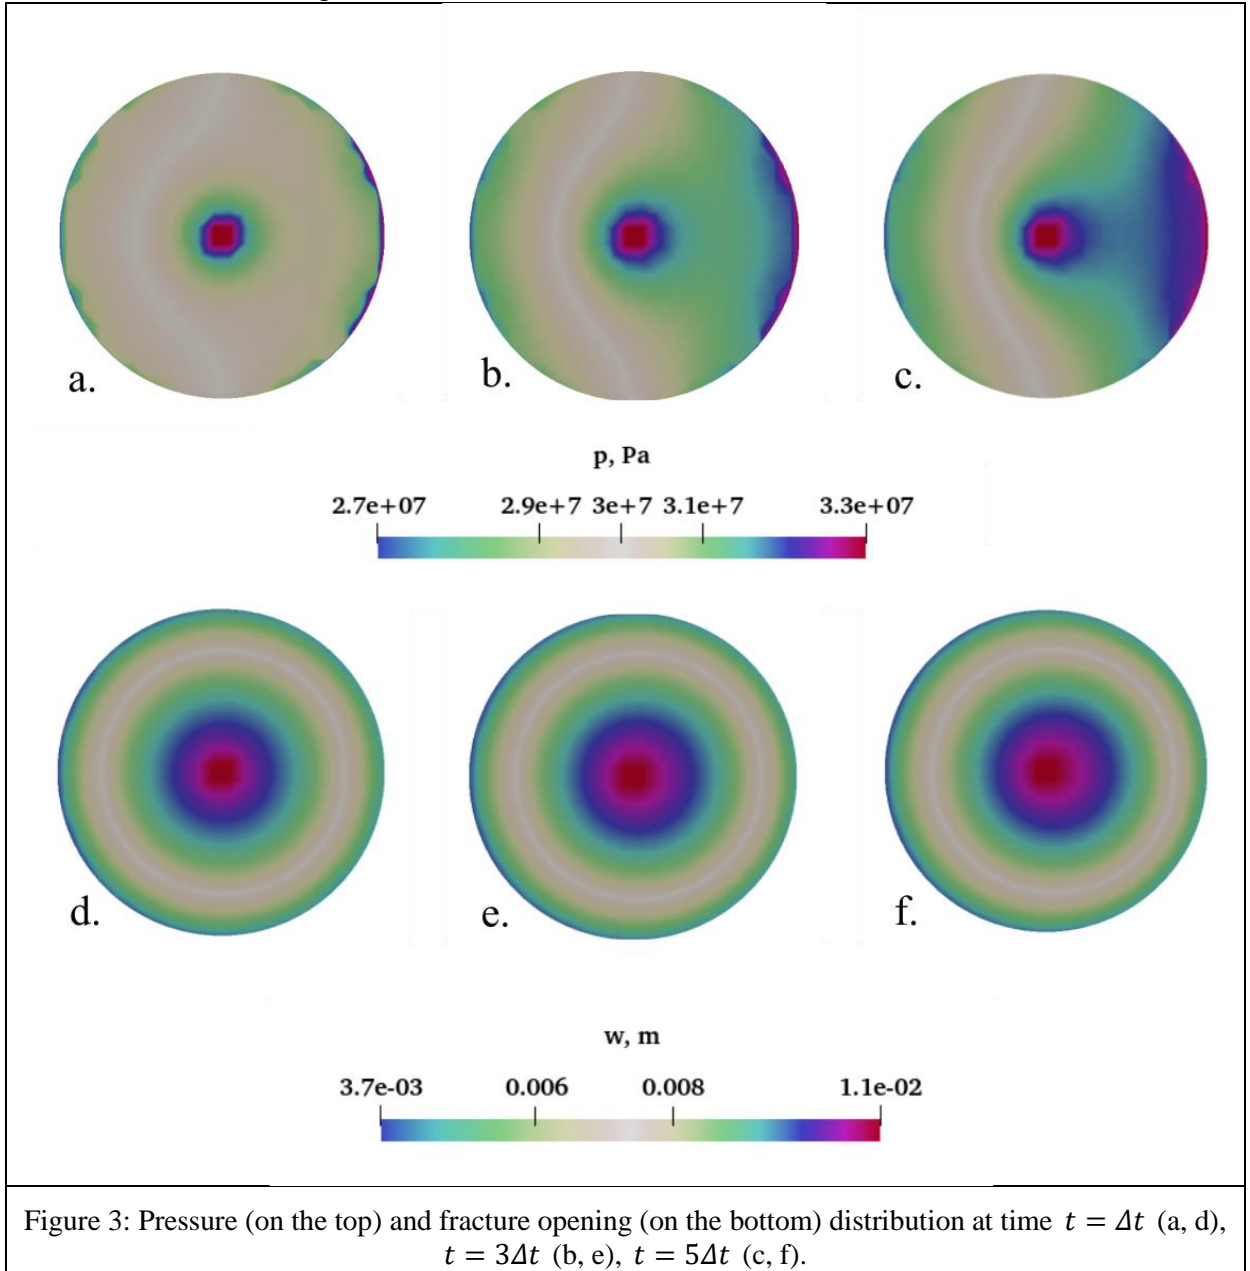 a.
b.
c.
p, Pa
2.7e+07 2.9e+7 3e+7 3.1e+7 3.3e+07
d.
e.
f.
w, m
3.7e-03 0.006 0.008 1.1e-02
Figure 3: Pressure (on the top) and fracture opening (on the bottom) distribution at time t = Δt (a, d),
t = 3Δt (b, e), t = 5Δt (c, f).